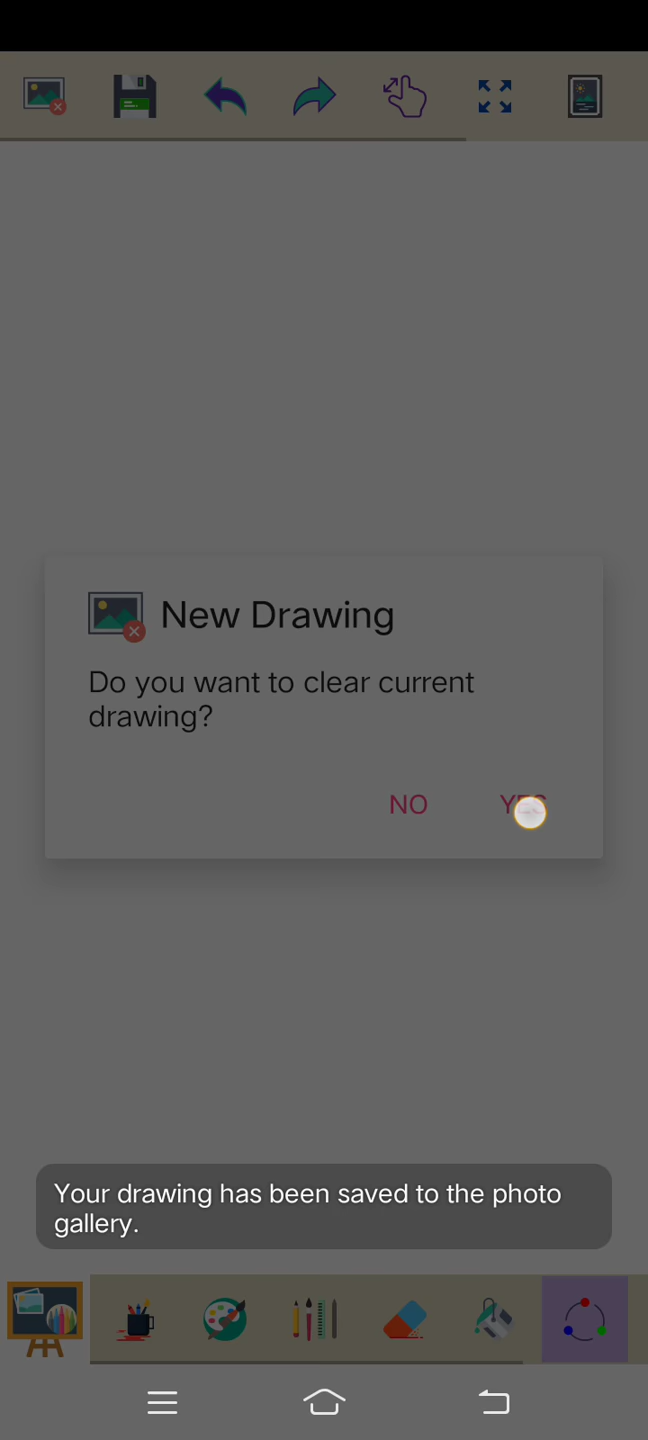 New Drawing
Do you want to clear current
drawing?
NO YES
Your drawing has been saved to the photo
gallery.